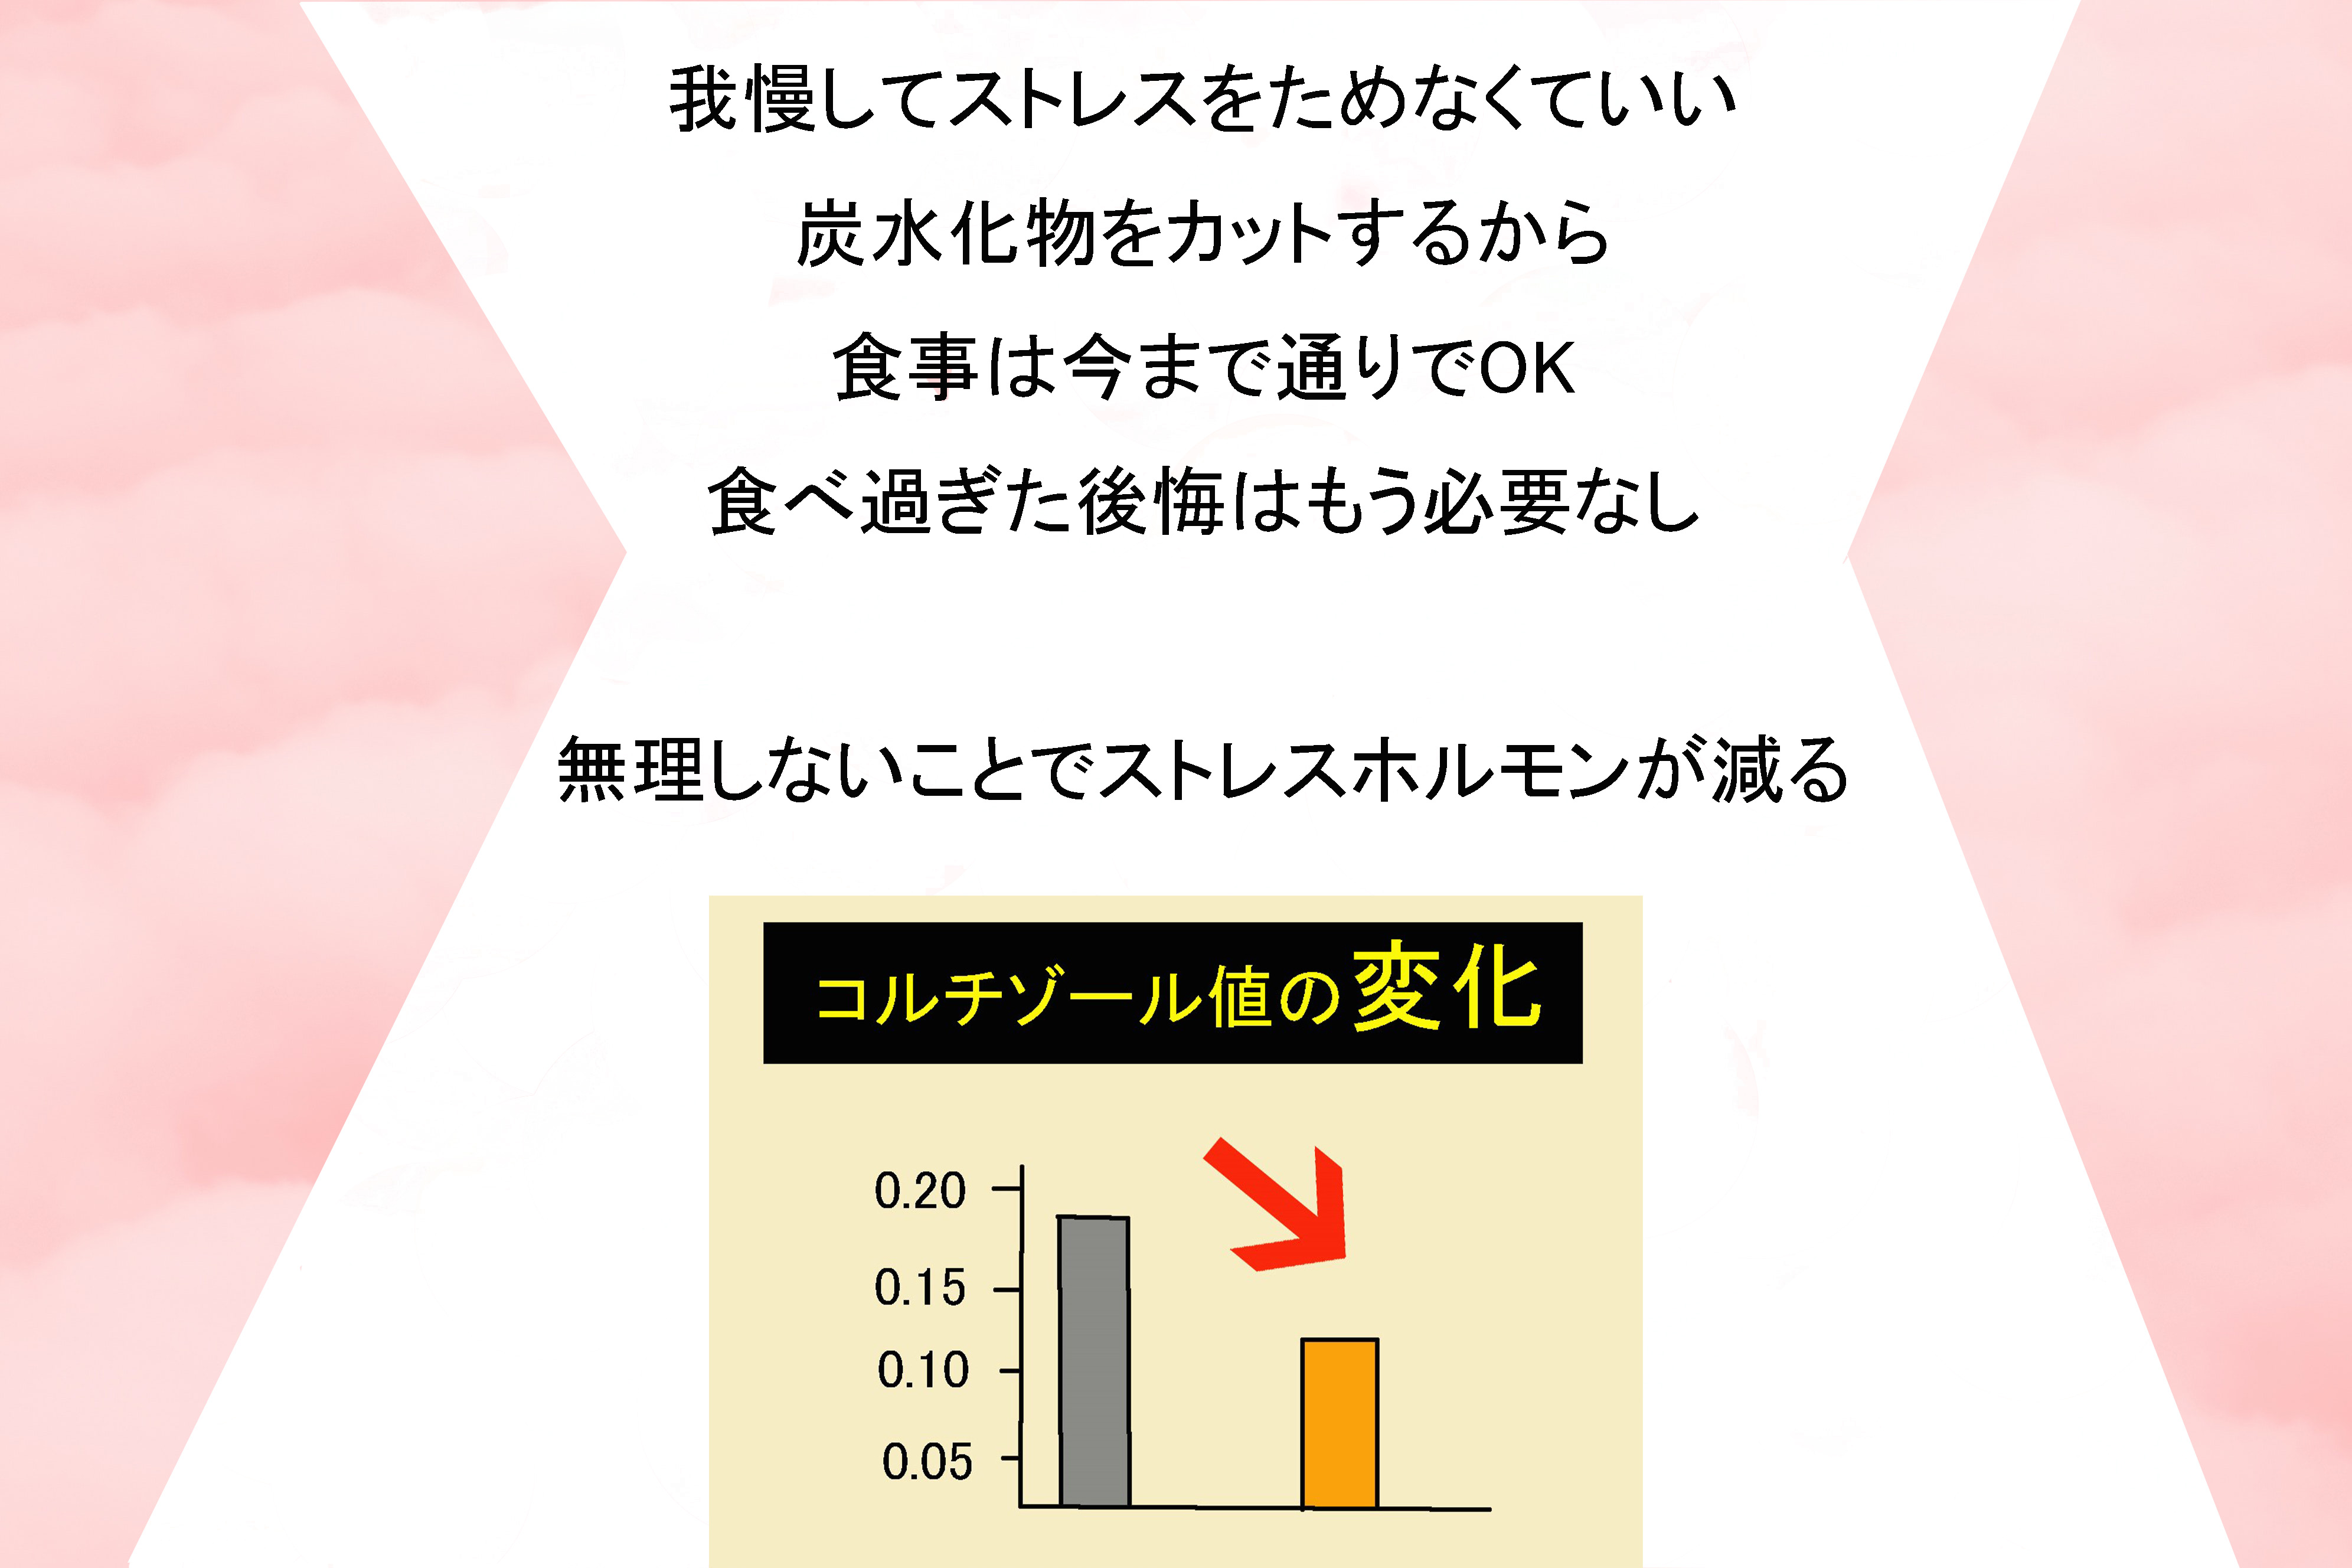 我慢してストレスをためなくていい
炭水化物をカットするから
食事は今まで通りでOK
食べ過ぎた後悔はもう必要なし
無理しないことでストレスホルモンが減る
コルチゾール値の変化
0.20
0.15
0.10
0.05